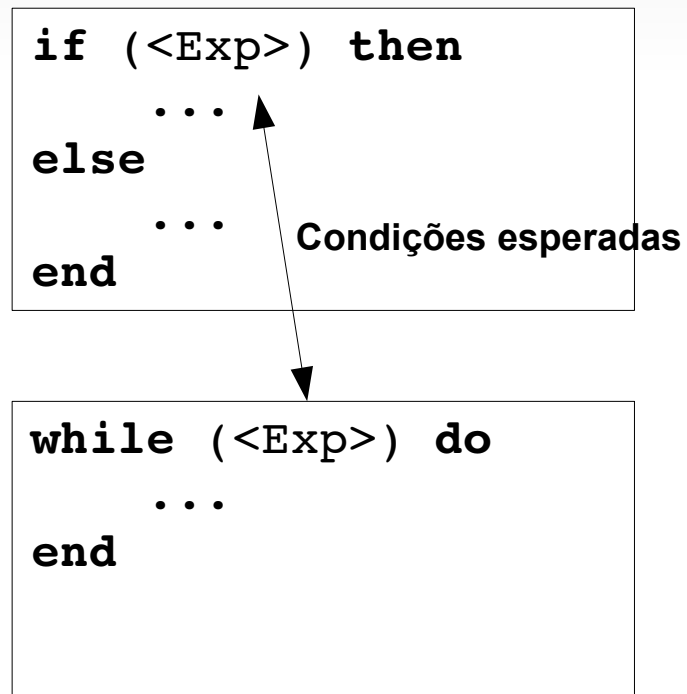 if (<Exp>) then
...
else
...
Condições esperadas
end
while (<Exp>) do
...
end